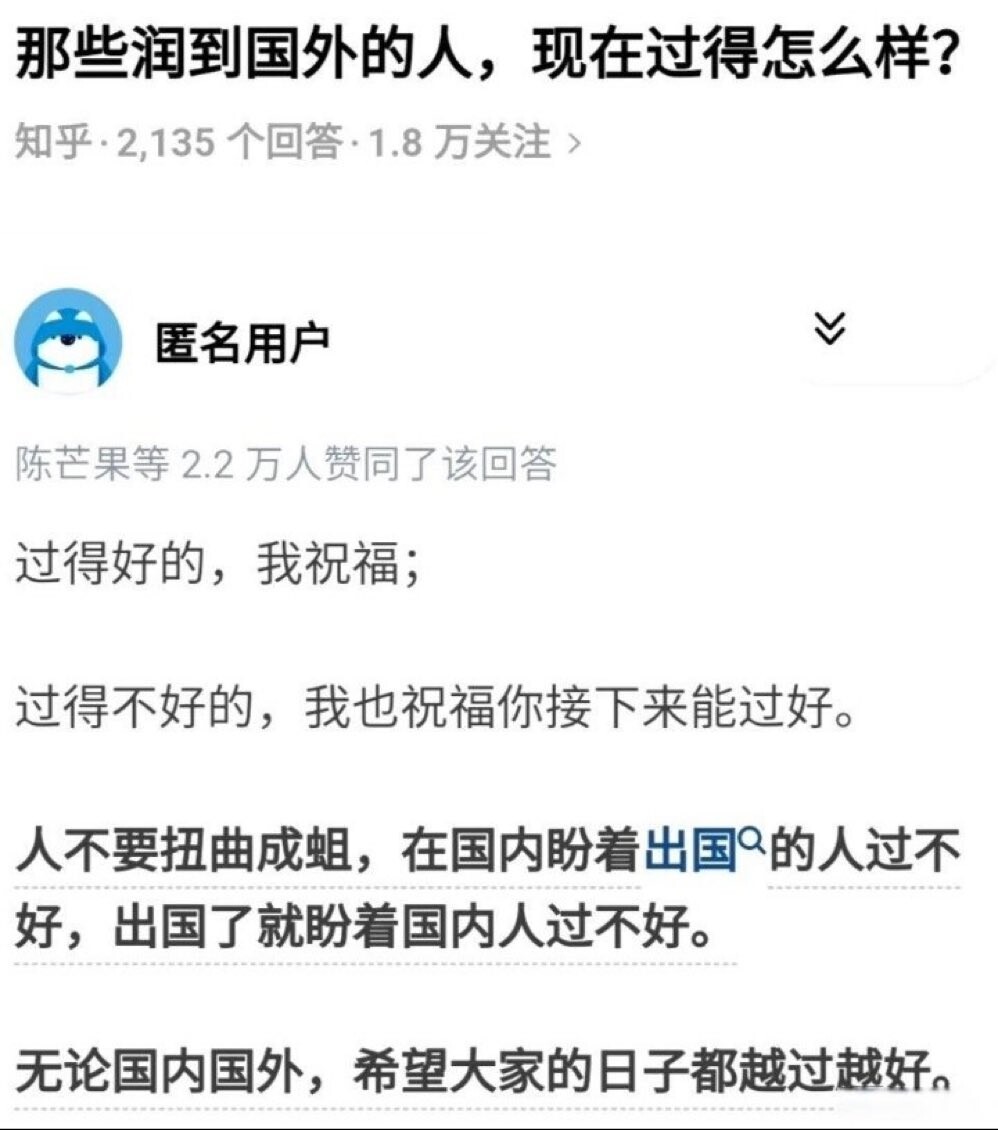 那些润到国外的人，现在过得怎么样？
知乎·2,135 个回答·1.8 万关注 >
匿名用户
陈芒果等 2.2 万人赞同了该回答
过得好的，我祝福；
过得不好的，我也祝福你接下来能过好。
人不要扭曲成蛆，在国内盼着出国的人过不
好，出国了就盼着国内人过不好。
无论国内国外，希望大家的日子都越过越好。